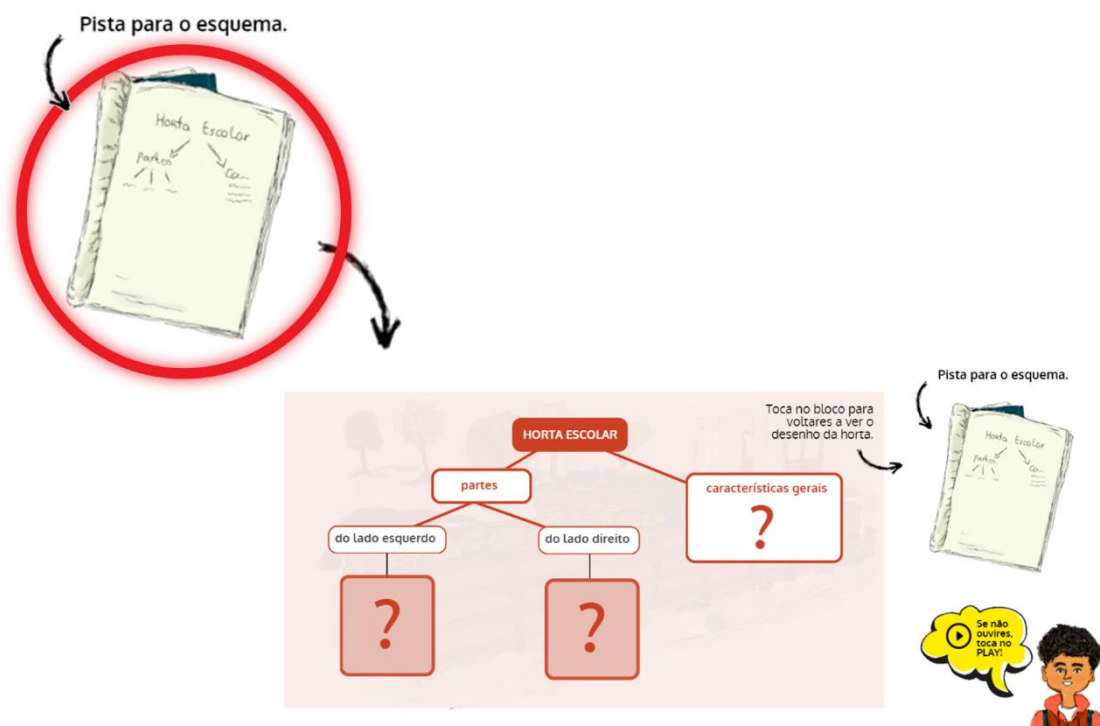 Pista para o esquema.
Horta Escolar
partes
Ca...
Pista para o esquema.
Toca no bloco para
voltares a ver o
desenho da horta.
HORTA ESCOLAR
partes
características gerais
?
do lado esquerdo
do lado direito
?
?
Horta Escolar
partes
Ca...
Se não
ouvires,
toca no
PLAY!